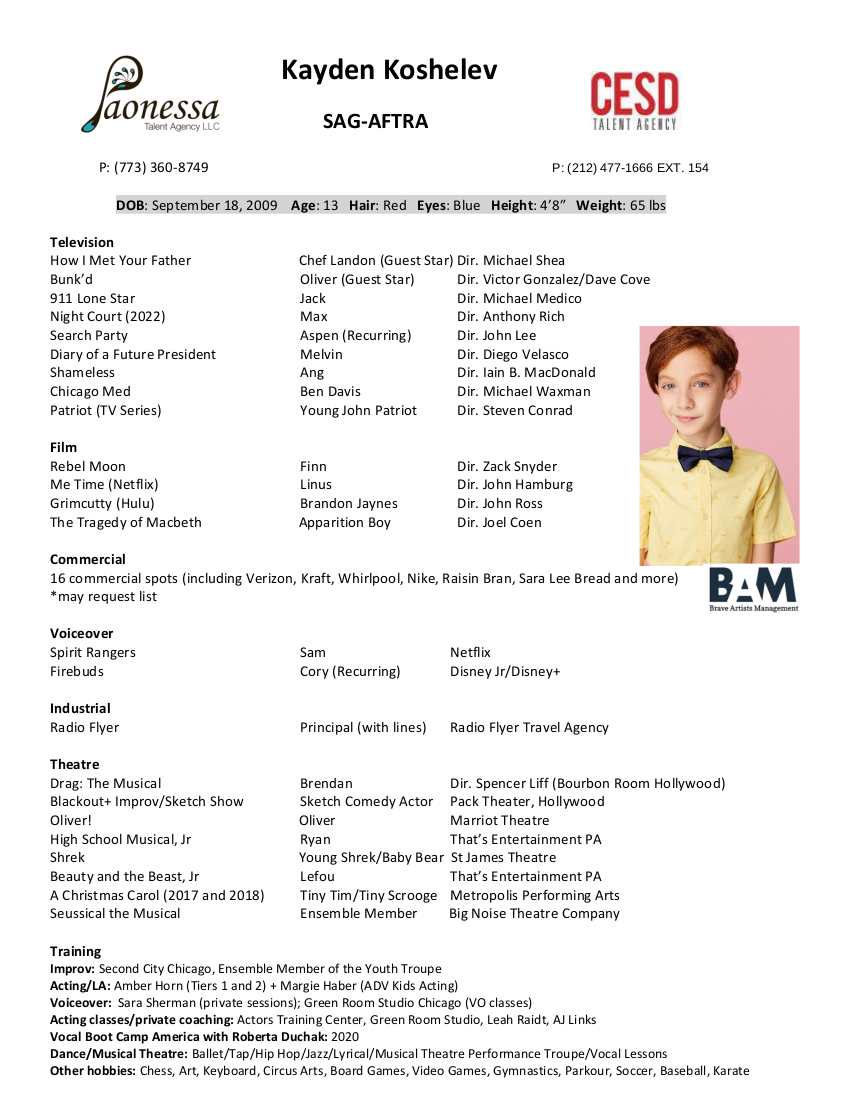 Kayden Koshelev
Paonessa
Talent Agency LLC
CESD
TALENT AGENCY
SAG-AFTRA
P: (773) 360-8749 P: (212) 477-1666 EXT. 154
DOB: September 18, 2009 Age: 13 Hair: Red Eyes: Blue Height: 4’8” Weight: 65 lbs
Television
How I Met Your Father Chef Landon (Guest Star) Dir. Michael Shea
Bunk’d Oliver (Guest Star) Dir. Victor Gonzalez/Dave Cove
911 Lone Star Jack Dir. Michael Medico
Night Court (2022) Max Dir. Anthony Rich
Search Party Aspen (Recurring) Dir. John Lee
Diary of a Future President Melvin Dir. Diego Velasco
Shameless Ang Dir. Iain B. MacDonald
Chicago Med Ben Davis Dir. Michael Waxman
Patriot (TV Series) Young John Patriot Dir. Steven Conrad
Film
Rebel Moon Finn Dir. Zack Snyder
Me Time (Netflix) Linus Dir. John Hamburg
Grimcutty (Hulu) Brandon Jaynes Dir. John Ross
The Tragedy of Macbeth Apparition Boy Dir. Joel Coen
Commercial
16 commercial spots (including Verizon, Kraft, Whirlpool, Nike, Raisin Bran, Sara Lee Bread and more)
*may request list
BAM
Brave Artists Management
Voiceover
Spirit Rangers Sam Netflix
Firebuds Cory (Recurring) Disney Jr/Disney+
Industrial
Radio Flyer Principal (with lines) Radio Flyer Travel Agency
Theatre
Drag: The Musical Brendan Dir. Spencer Liff (Bourbon Room Hollywood)
Blackout+ Improv/Sketch Show Sketch Comedy Actor Pack Theater, Hollywood
Oliver! Oliver Marriot Theatre
High School Musical, Jr Ryan That’s Entertainment PA
Shrek Young Shrek/Baby Bear St James Theatre
Beauty and the Beast, Jr Lefou That’s Entertainment PA
A Christmas Carol (2017 and 2018) Tiny Tim/Tiny Scrooge Metropolis Performing Arts
Seussical the Musical Ensemble Member Big Noise Theatre Company
Training
Improv: Second City Chicago, Ensemble Member of the Youth Troupe
Acting/LA: Amber Horn (Tiers 1 and 2) + Margie Haber (ADV Kids Acting)
Voiceover: Sara Sherman (private sessions); Green Room Studio Chicago (VO classes)
Acting classes/private coaching: Actors Training Center, Green Room Studio, Leah Raidt, AJ Links
Vocal Boot Camp America with Roberta Duchak: 2020
Dance/Musical Theatre: Ballet/Tap/Hip Hop/Jazz/Lyrical/Musical Theatre Performance Troupe/Vocal Lessons
Other hobbies: Chess, Art, Keyboard, Circus Arts, Board Games, Video Games, Gymnastics, Parkour, Soccer, Baseball, Karate